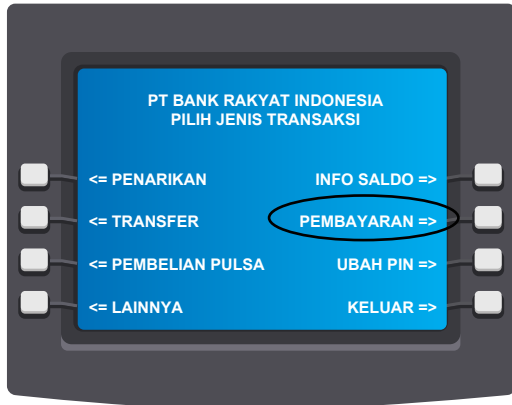 PT BANK RAKYAT INDONESIA
PILIH JENIS TRANSAKSI
<= PENARIKAN
INFO SALDO =>
<= TRANSFER
PEMBAYARAN =>
<= PEMBELIAN PULSA
UBAH PIN =>
<= LAINNYA
KELUAR =>